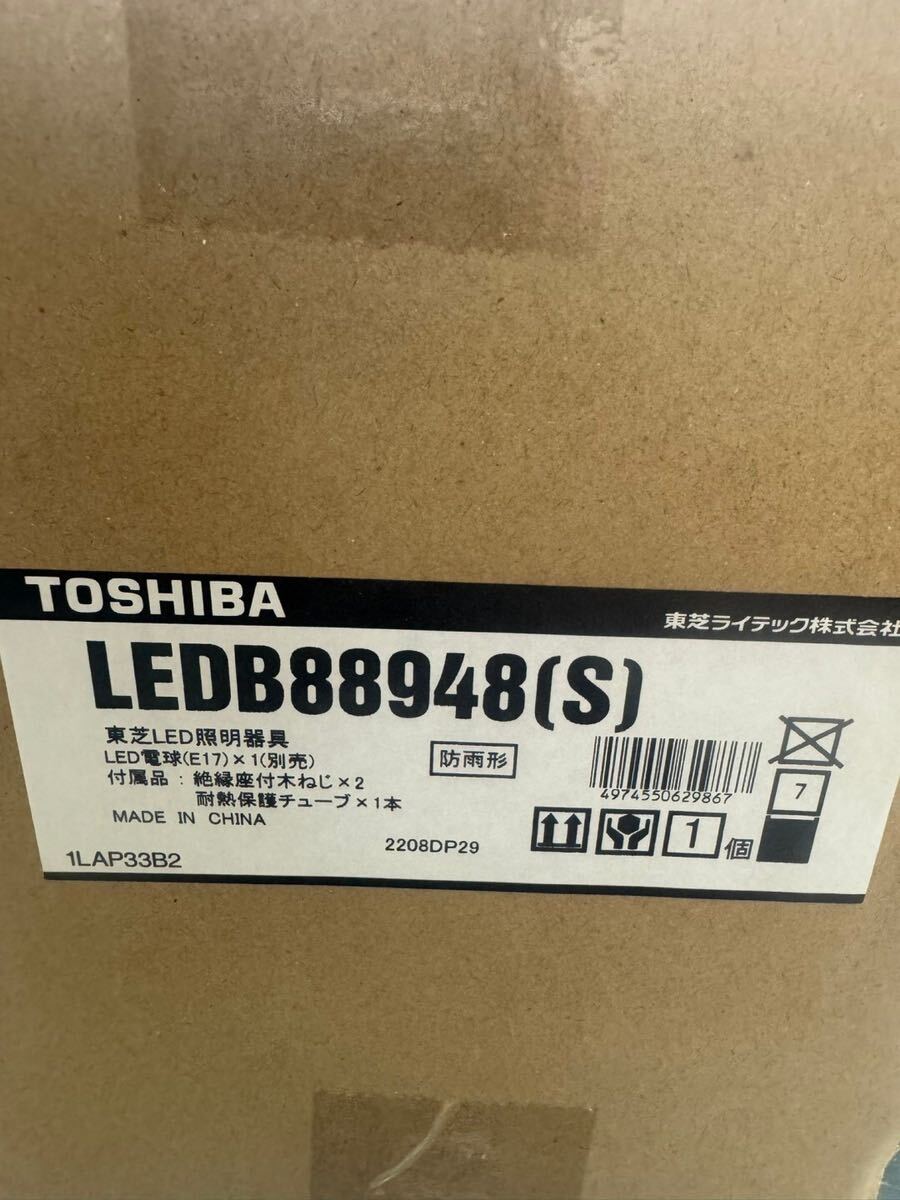 TOSHIBA
東芝ライテック株式会社
LEDB88948(S)
東芝LED照明器具
LED電球(E17)×1(別売)
付属品：絶縁座付木ねじ×2
耐熱保護チューブ×1本
MADE IN CHINA
防雨形
4974550629867
7
1個
2208DP29
1LAP33B2